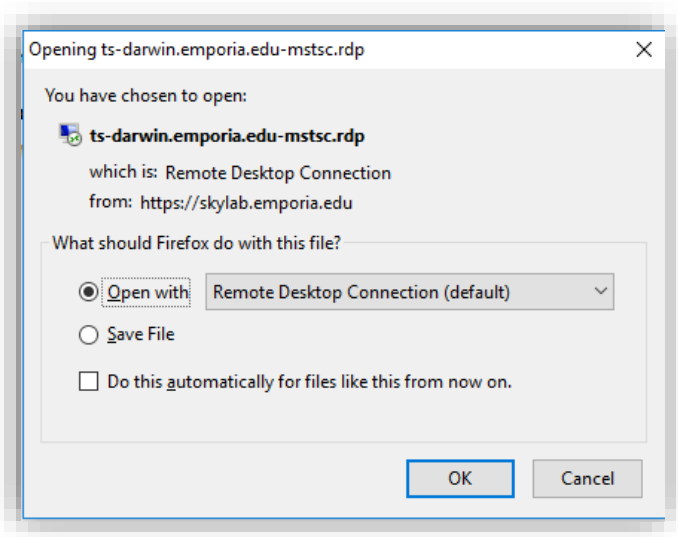 Opening ts-darwin.emporia.edu-mstsc.rdp
You have chosen to open:
ts-darwin.emporia.edu-mstsc.rdp
which is: Remote Desktop Connection
from: https://skylab.emporia.edu
What should Firefox do with this file?
Open with Remote Desktop Connection (default)
Save File
Do this automatically for files like this from now on.
OK Cancel